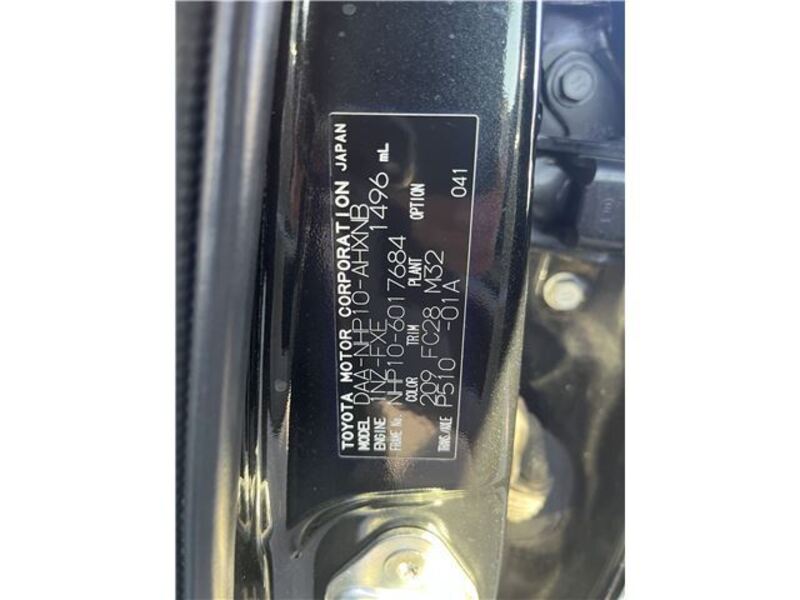 TOYOTA MOTOR CORPORATION JAPAN
MODEL DAA-NHP10-AHXNB
ENGINE 1NZ-FXE 1496 mL
FRAME No. NHP10-6017684
COLOR TRIM PLANT OPTION
209 FC28 M32
TRANS/AXLE P510 -01A 041